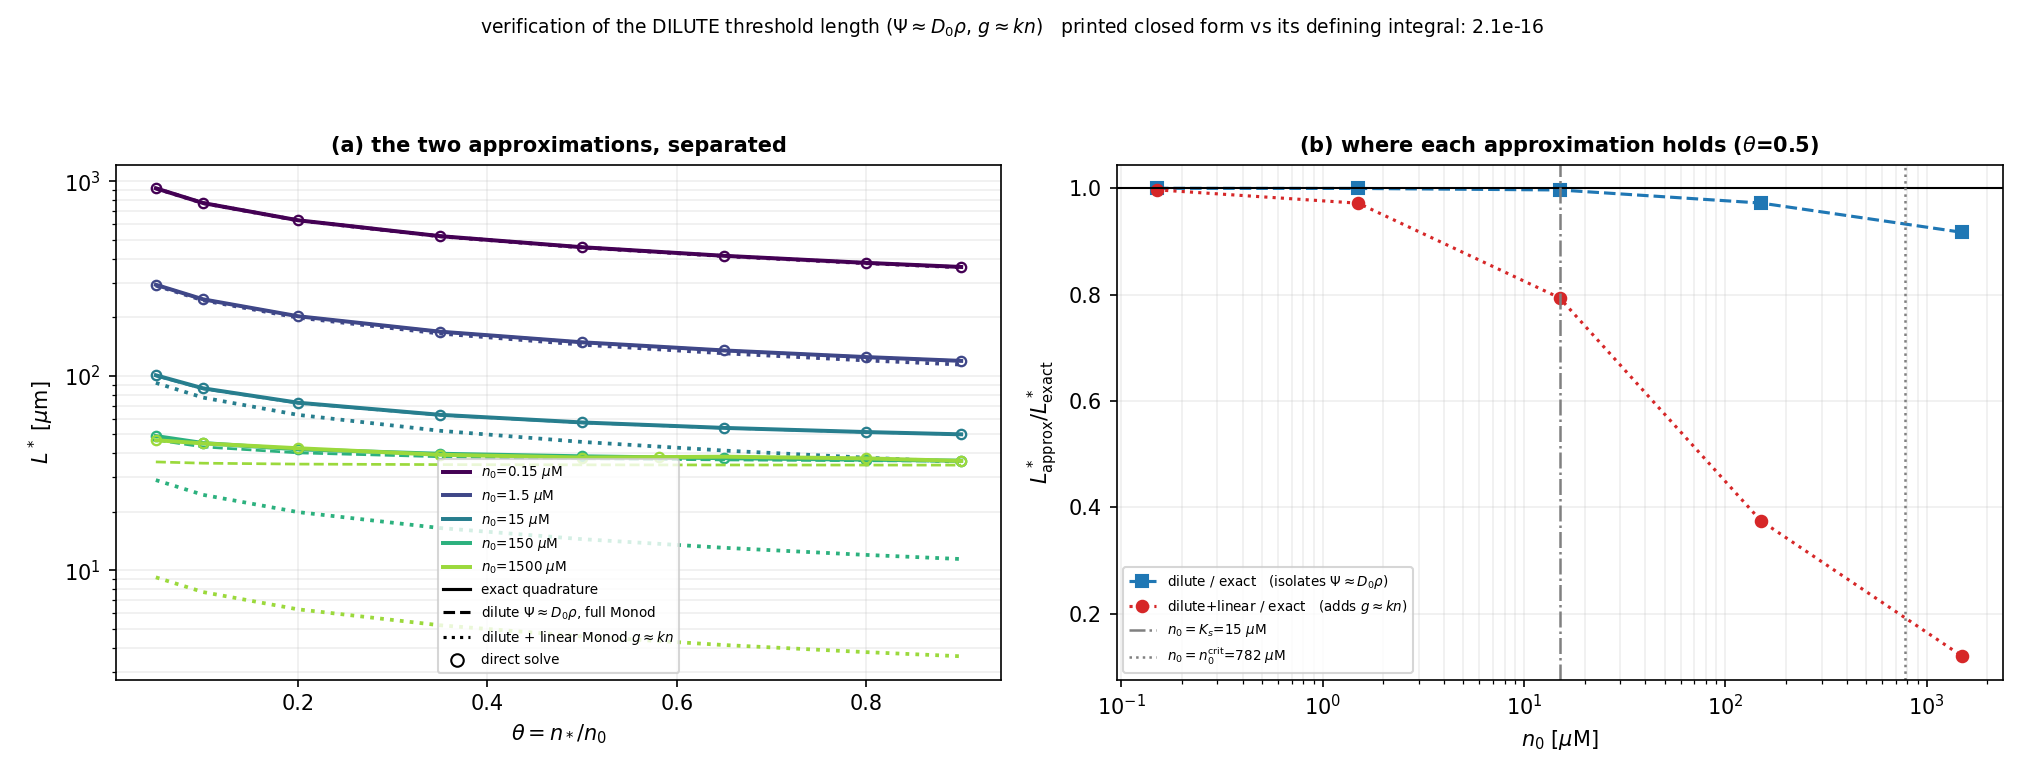 verification of the DILUTE threshold length (Ψ ≈ D₀ρ, g ≈ kn)   printed closed form vs its defining integral: 2.1e-16
(a) the two approximations, separated
10³
10²
10¹
L* [μm]
0.2 0.4 0.6 0.8
θ = n*/n₀
n₀=0.15 μM
n₀=1.5 μM
n₀=15 μM
n₀=150 μM
n₀=1500 μM
exact quadrature
dilute Ψ ≈ D₀ρ, full Monod
dilute + linear Monod g ≈ kn
direct solve
(b) where each approximation holds (θ=0.5)
1.0
0.8
0.6
0.4
0.2
L*approx/L*exact
10⁻¹ 10⁰ 10¹ 10² 10³
n₀ [μM]
dilute / exact   (isolates Ψ ≈ D₀ρ)
dilute+linear / exact   (adds g ≈ kn)
n₀ = Kₛ=15 μM
n₀ = n₀^crit=782 μM